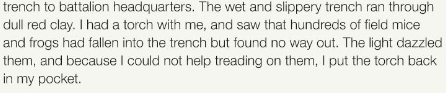 trench to battalion headquarters. The wet and slippery trench ran through
dull red clay. I had a torch with me, and saw that hundreds of field mice
and frogs had fallen into the trench but found no way out. The light dazzled
them, and because I could not help treading on them, I put the torch back
in my pocket.